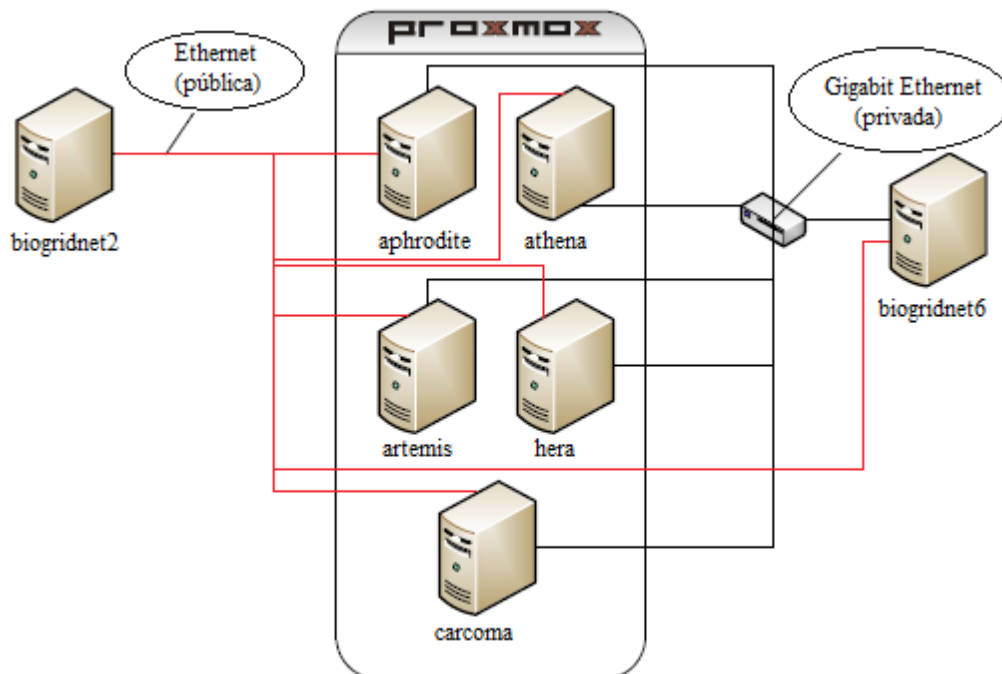 proxmox
Ethernet
(pública)
Gigabit Ethernet
(privada)
biogridnet2
aphrodite
athena
biogridnet6
artemis
hera
carcoma